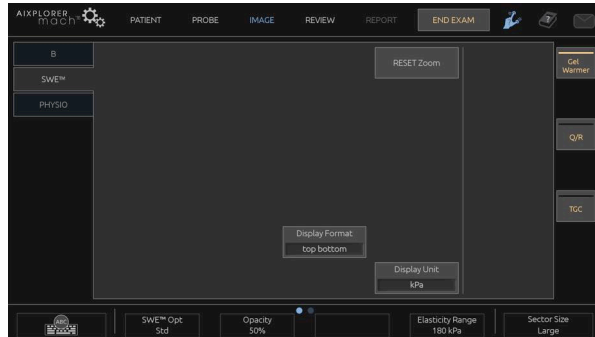 AIXPLORER
mach
PATIENT
PROBE
IMAGE
REVIEW
REPORT
END EXAM
B
SWE™
PHYSIO
RESET Zoom
Gel
Warmer
Q/R
TGC
Display Format
top bottom
Display Unit
kPa
ABC
SWE™ Opt
Std
Opacity
50%
Elasticity Range
180 kPa
Sector Size
Large